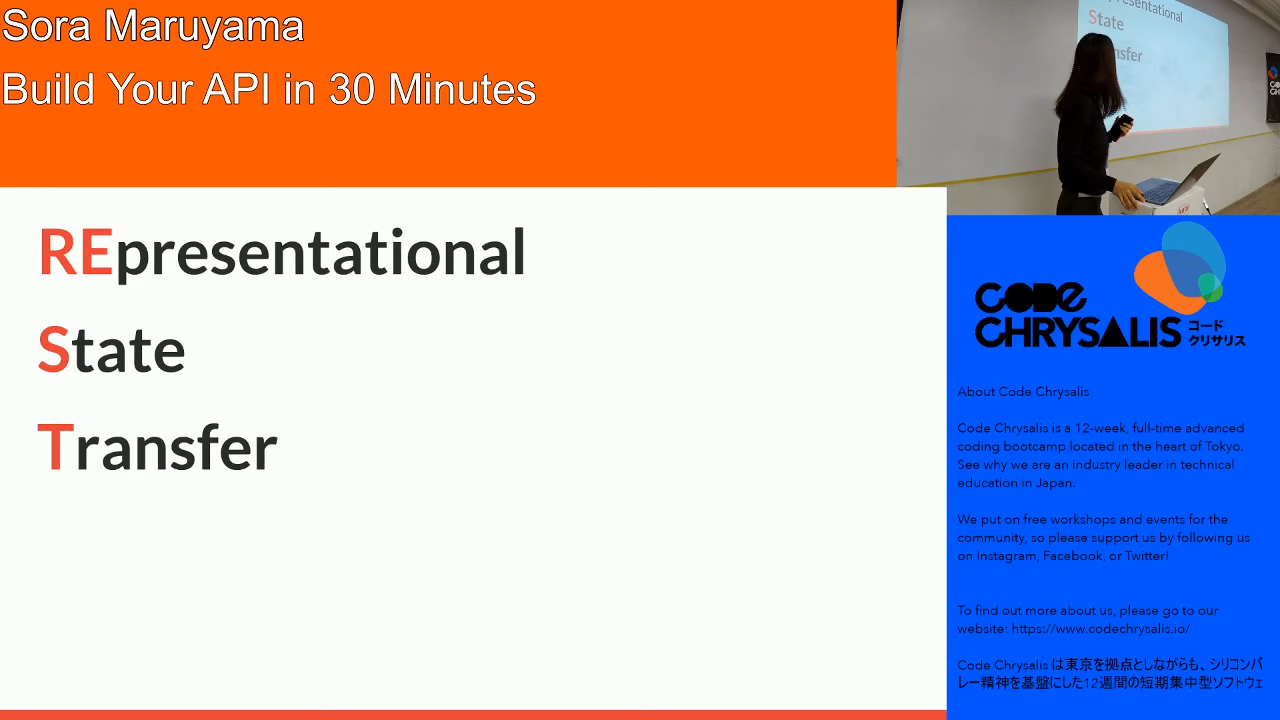 Sora Maruyama
Build Your API in 30 Minutes
REpresentational
State
Transfer
State
CODE
CHRYSALIS
コード
クリサリス
About Code Chrysalis
Code Chrysalis is a 12-week, full-time advanced
coding bootcamp located in the heart of Tokyo.
See why we are an industry leader in technical
education in Japan.
We put on free workshops and events for the
community, so please support us by following us
on Instagram, Facebook, or Twitter!
To find out more about us, please go to our
website: https://www.codechrysalis.io/
Code Chrysalis は東京を拠点としながらも、シリコンバ
レー精神を基盤にした12週間の短期集中型ソフトウェ